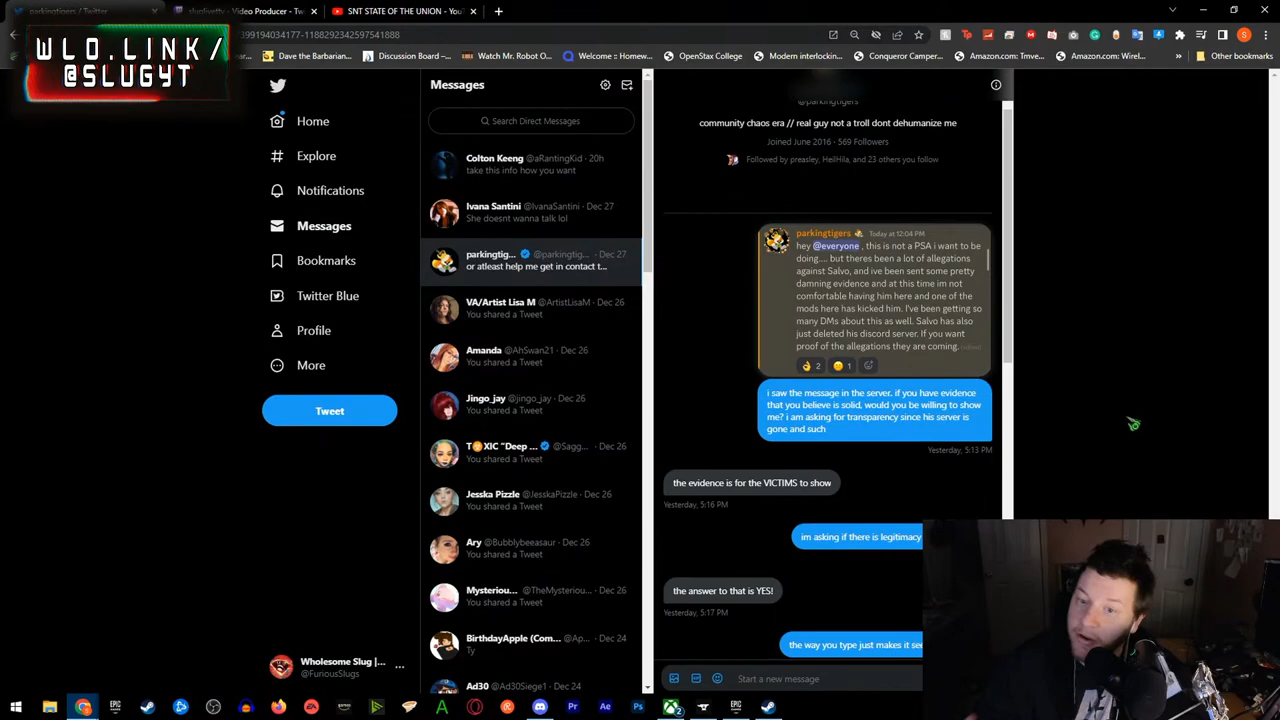 parkingtigers / Twitter
sluglivetty - Video Producer - T
SNT STATE OF THE UNION - YouT
WLO.LINK/
@SLUGYT
399194034177-1188292342597541888
Dave the Barbarian...
Discussion Board –...
Watch Mr. Robot O...
Welcome :: Homew...
OpenStax College
Modern interlockin...
Conqueror Camper...
Amazon.com: Tmve...
Amazon.com: Wirel...
Other bookmarks
Home
Explore
Notifications
Messages
Bookmarks
Twitter Blue
Profile
More
Tweet
Wholesome Slug |...
@FuriousSlugs
Messages
Search Direct Messages
Colton Keeng @aRantingKid · 20h
take this info how you want
Ivana Santini @IvanaSantini · Dec 27
She doesnt wanna talk lol
parkingtig... @parkingtig... · Dec 27
or atleast help me get in contact t...
VA/Artist Lisa M @ArtistLisaM · Dec 26
You shared a Tweet
Amanda @AhSwan21 · Dec 26
You shared a Tweet
Jingo_jay @jingo_jay · Dec 26
You shared a Tweet
T🪙XIC "Deep ... @Sagg... · Dec 26
You shared a Tweet
Jesska Pizzle @JesskaPizzle · Dec 26
You shared a Tweet
Ary @Bubblybeeasaur · Dec 26
You shared a Tweet
Mysteriou... @TheMysteriou... · Dec 26
You shared a Tweet
BirthdayApple (Com... @Ap... · Dec 24
Ty
Ad30 @Ad30Siege1 · Dec 24
@parkingtigers
community chaos era // real guy not a troll dont dehumanize me
Joined June 2016 · 569 Followers
Followed by preasley, HeilHila, and 23 others you follow
parkingtigers Today at 12:04 PM
hey @everyone , this is not a PSA i want to be
doing.... but theres been a lot of allegations
against Salvo, and ive been sent some pretty
damning evidence and at this time im not
comfortable having him here and one of the
mods here has kicked him. I've been getting so
many DMs about this as well. Salvo has also
just deleted his discord server. If you want
proof of the allegations they are coming. (edited)
2
1
i saw the message in the server. if you have evidence
that you believe is solid, would you be willing to show
me? i am asking for transparency since his server is
gone and such
Yesterday, 5:13 PM
the evidence is for the VICTIMS to show
Yesterday, 5:16 PM
im asking if there is legitimacy
the answer to that is YES!
Yesterday, 5:17 PM
the way you type just makes it see
Start a new message